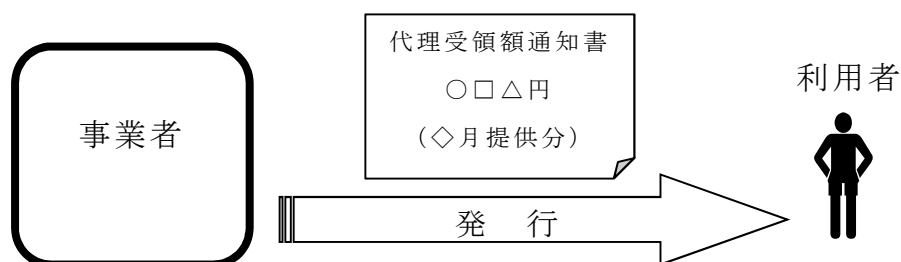 代理受領額通知書
○□△円
（◇月提供分）
利用者
事業者
発　行